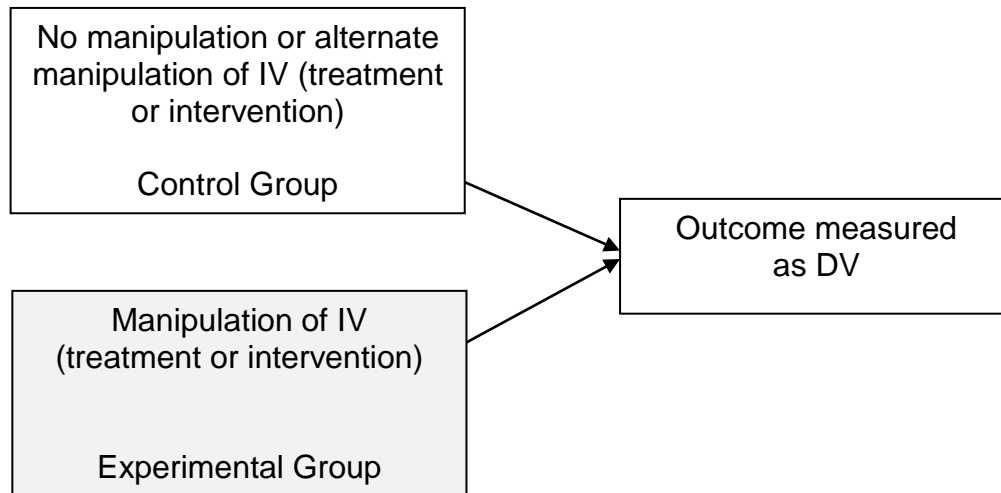 No manipulation or alternate
manipulation of IV (treatment
or intervention)
Control Group
Outcome measured
as DV
Manipulation of IV
(treatment or intervention)
Experimental Group